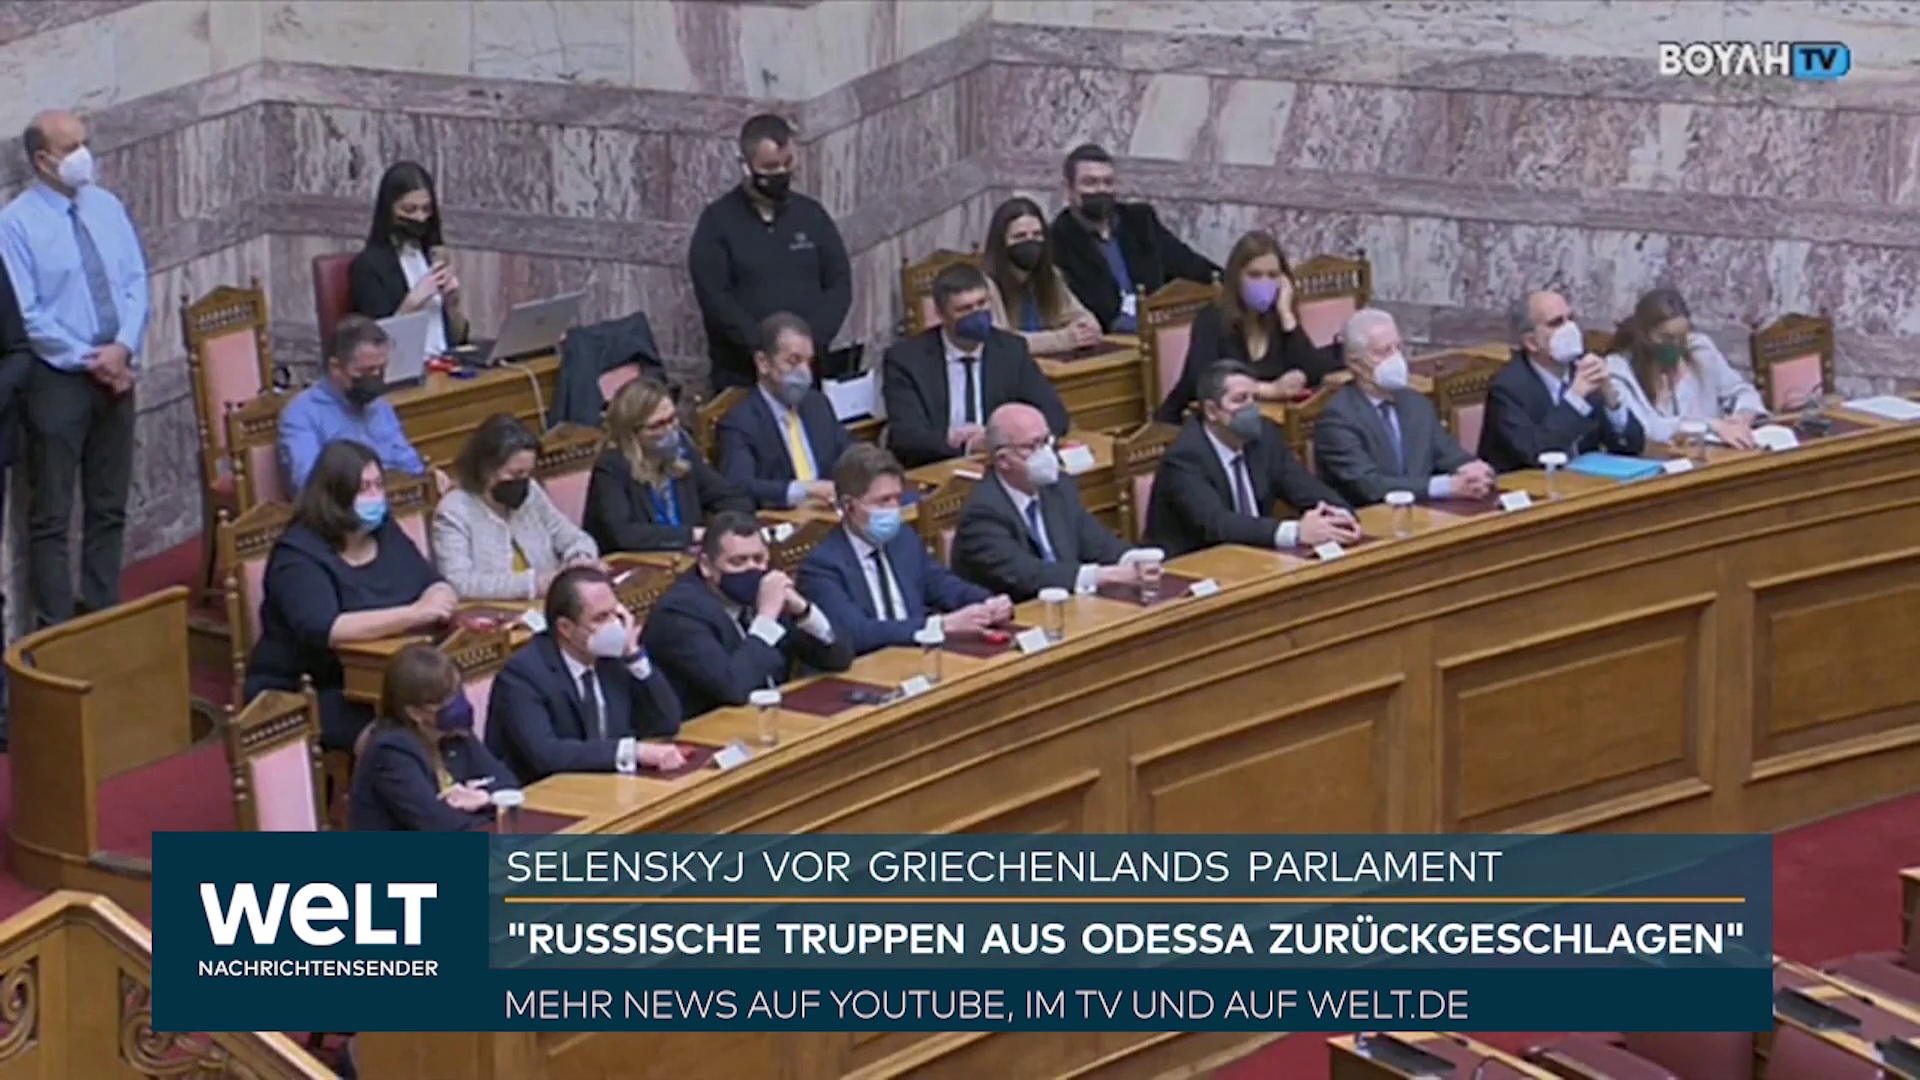 ΒΟΥΛΗ TV
SELENSKYJ VOR GRIECHENLANDS PARLAMENT
"RUSSISCHE TRUPPEN AUS ODESSA ZURÜCKGESCHLAGEN"
WELT
NACHRICHTENSENDER
MEHR NEWS AUF YOUTUBE, IM TV UND AUF WELT.DE